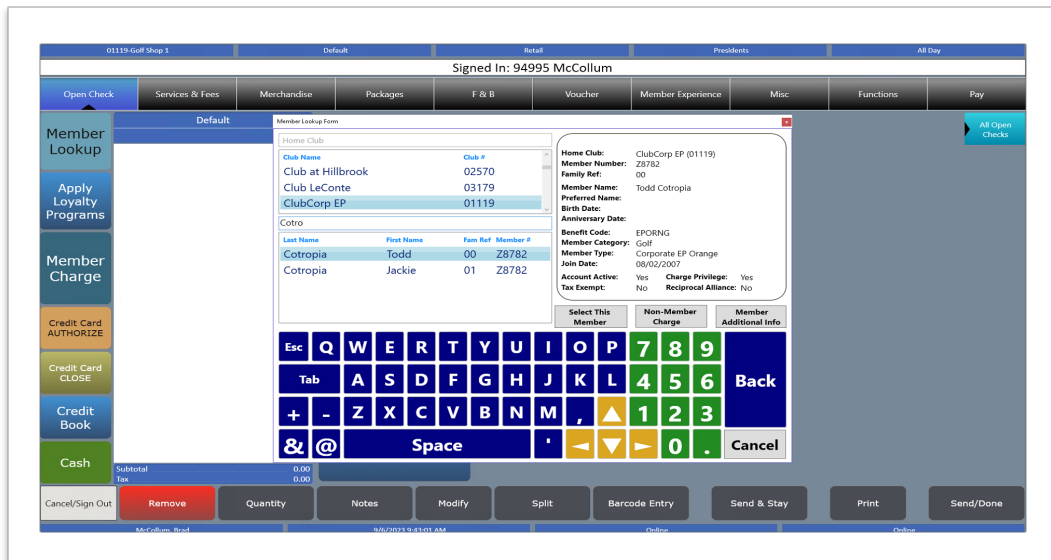 01119-Golf Shop 1 Default Retail Presidents All Day
Signed In: 94995 McCollum
Open Check Services & Fees Merchandise Packages F & B Voucher Member Experience Misc Functions Pay
Member Lookup
Apply Loyalty Programs
Member Charge
Credit Card AUTHORIZE
Credit Card CLOSE
Credit Book
Cash
Default
Subtotal 0.00
Tax 0.00
All Open Checks
Member Lookup Form x
Home Club
Club Name Club #
Club at Hillbrook 02570
Club LeConte 03179
ClubCorp EP 01119
Cotro
Last Name First Name Fam Ref Member #
Cotropia Todd 00 Z8782
Cotropia Jackie 01 Z8782
Home Club: ClubCorp EP (01119)
Member Number: Z8782
Family Ref: 00
Member Name: Todd Cotropia
Preferred Name:
Birth Date:
Anniversary Date:
Benefit Code: EPORNG
Member Category: Golf
Member Type: Corporate EP Orange
Join Date: 08/02/2007
Account Active: Yes Charge Privilege: Yes
Tax Exempt: No Reciprocal Alliance: No
Select This Member
Non-Member Charge
Member Additional Info
Esc Q W E R T Y U I O P 7 8 9
Tab A S D F G H J K L 4 5 6 Back
+ - Z X C V B N M , 1 2 3
& @ Space ' 0 . Cancel
Cancel/Sign Out Remove Quantity Notes Modify Split Barcode Entry Send & Stay Print Send/Done
McCollum, Brad 9/6/2023 9:43:01 AM Online Online